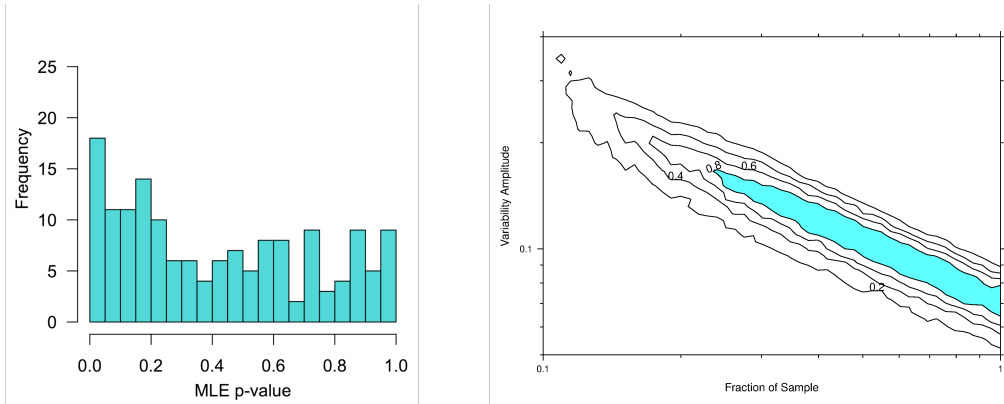 25
20
15
10
5
0
Frequency
0.0 0.2 0.4 0.6 0.8 1.0
MLE p-value
Variability Amplitude
0.1
0.8
0.6
0.4
0.2
0.1 1
Fraction of Sample